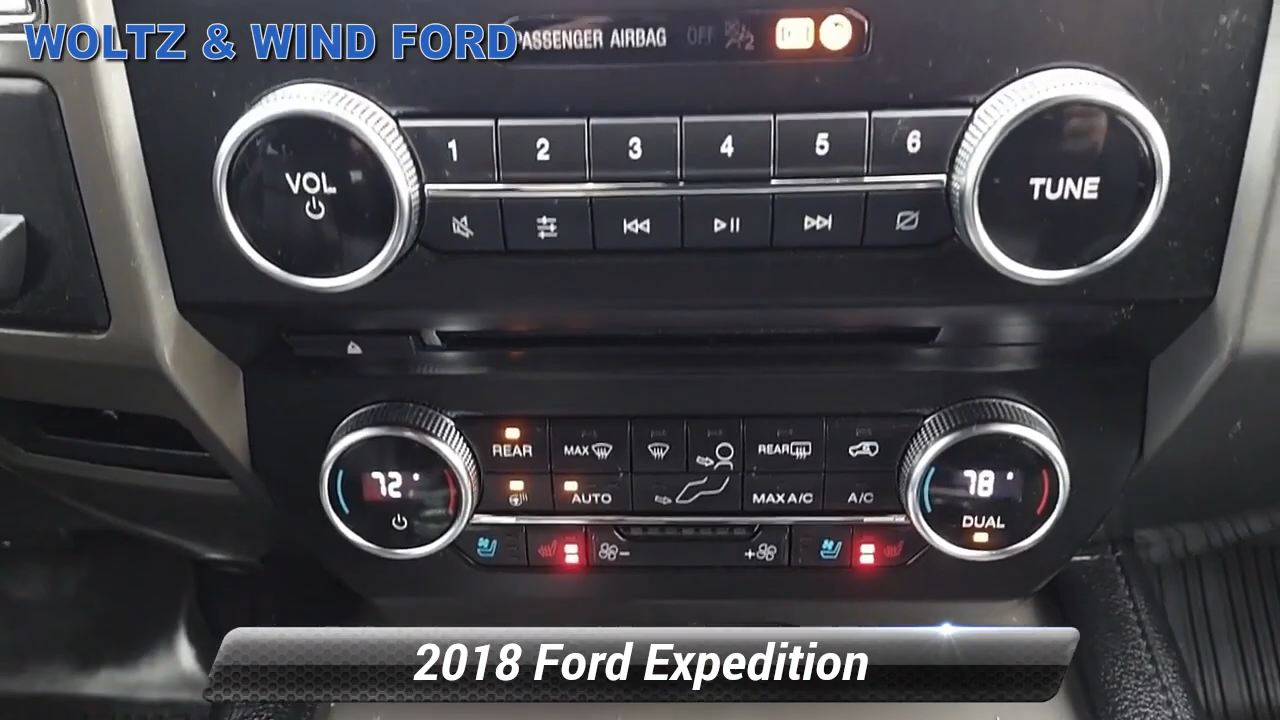 WOLTZ & WIND FORD
PASSENGER AIRBAG OFF 2
1 2 3 4 5 6
VOL
TUNE
REAR MAX REAR
72°
78°
AUTO MAX A/C A/C
DUAL
- +
2018 Ford Expedition